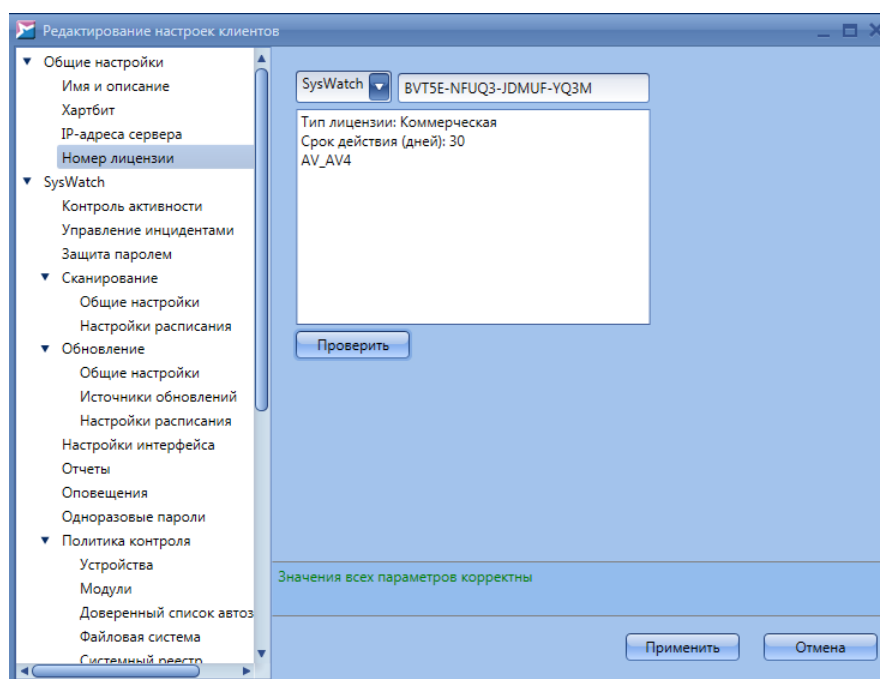 Редактирование настроек клиентов
Общие настройки
Имя и описание
Хартбит
IP-адреса сервера
Номер лицензии
SysWatch
Контроль активности
Управление инцидентами
Защита паролем
Сканирование
Общие настройки
Настройки расписания
Обновление
Общие настройки
Источники обновлений
Настройки расписания
Настройки интерфейса
Отчеты
Оповещения
Одноразовые пароли
Политика контроля
Устройства
Модули
Доверенный список автоз
Файловая система
Системный реестр
SysWatch BVT5E-NFUQ3-JDMUF-YQ3M
Тип лицензии: Коммерческая
Срок действия (дней): 30
AV_AV4
Проверить
Значения всех параметров корректны
Применить Отмена